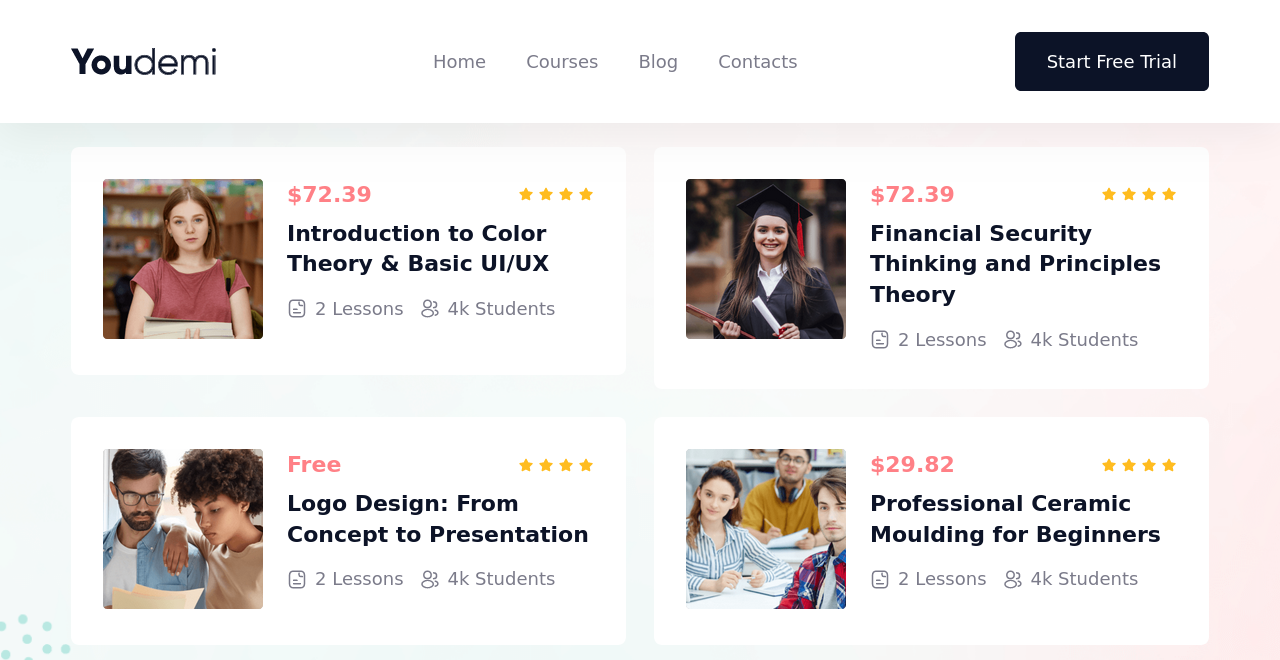 Youdemi
Home
Courses
Blog
Contacts
Start Free Trial
$72.39
Introduction to Color
Theory & Basic UI/UX
2 Lessons
4k Students
$72.39
Financial Security
Thinking and Principles
Theory
2 Lessons
4k Students
Free
Logo Design: From
Concept to Presentation
2 Lessons
4k Students
$29.82
Professional Ceramic
Moulding for Beginners
2 Lessons
4k Students